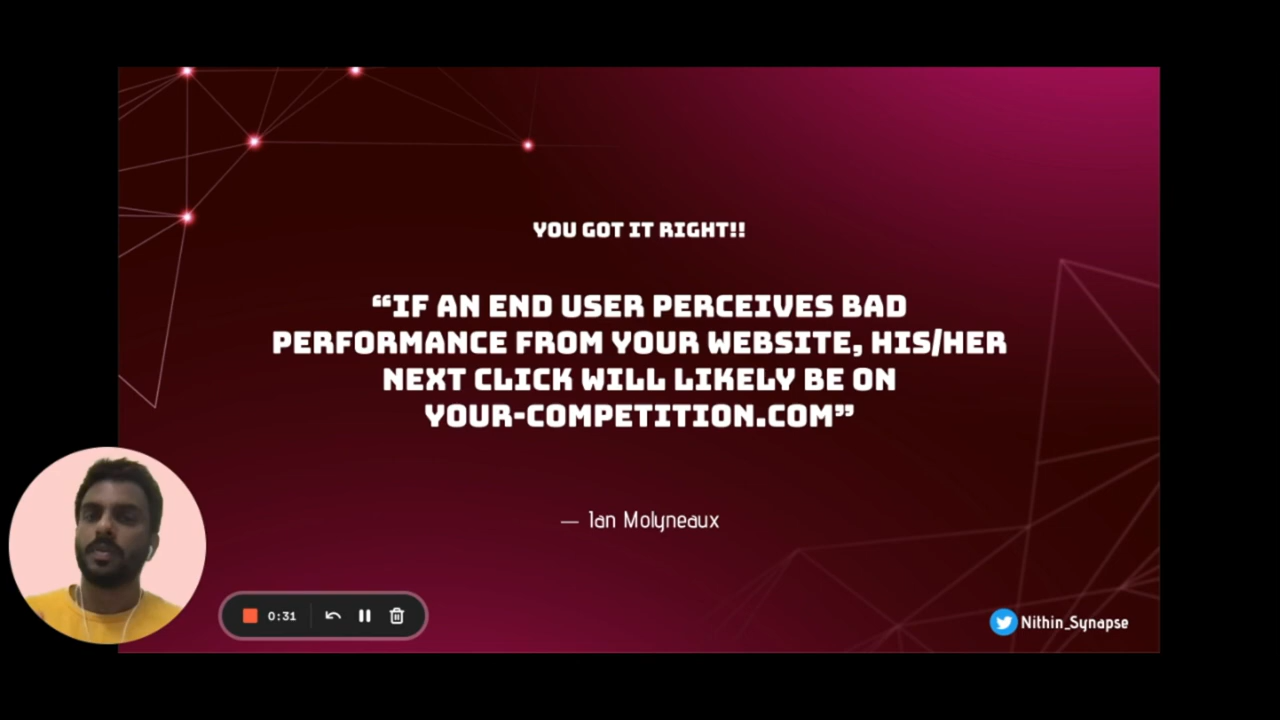 YOU GOT IT RIGHT!!
“IF AN END USER PERCEIVES BAD
PERFORMANCE FROM YOUR WEBSITE, HIS/HER
NEXT CLICK WILL LIKELY BE ON
YOUR-COMPETITION.COM”
— Ian Molyneaux
0:31
Nithin_Synapse